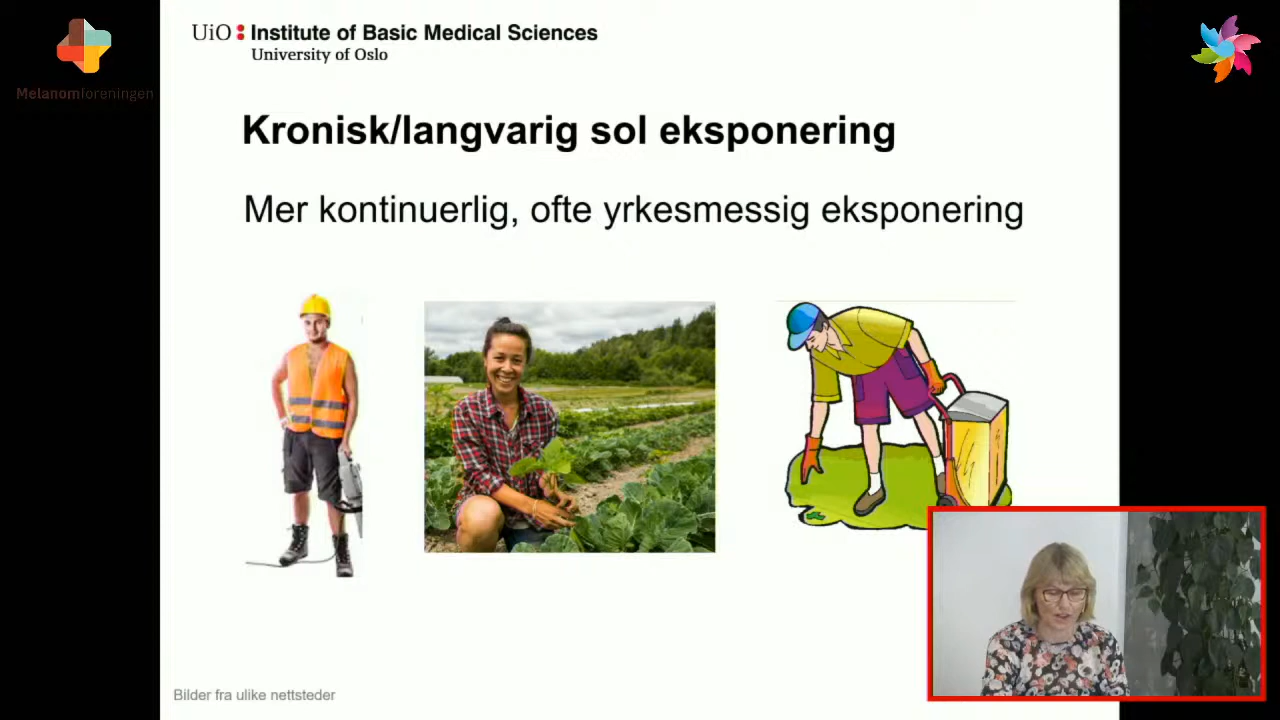 UiO: Institute of Basic Medical Sciences
University of Oslo
Melanomforeningen
Kronisk/langvarig sol eksponering
Mer kontinuerlig, ofte yrkesmessig eksponering
Bilder fra ulike nettsteder